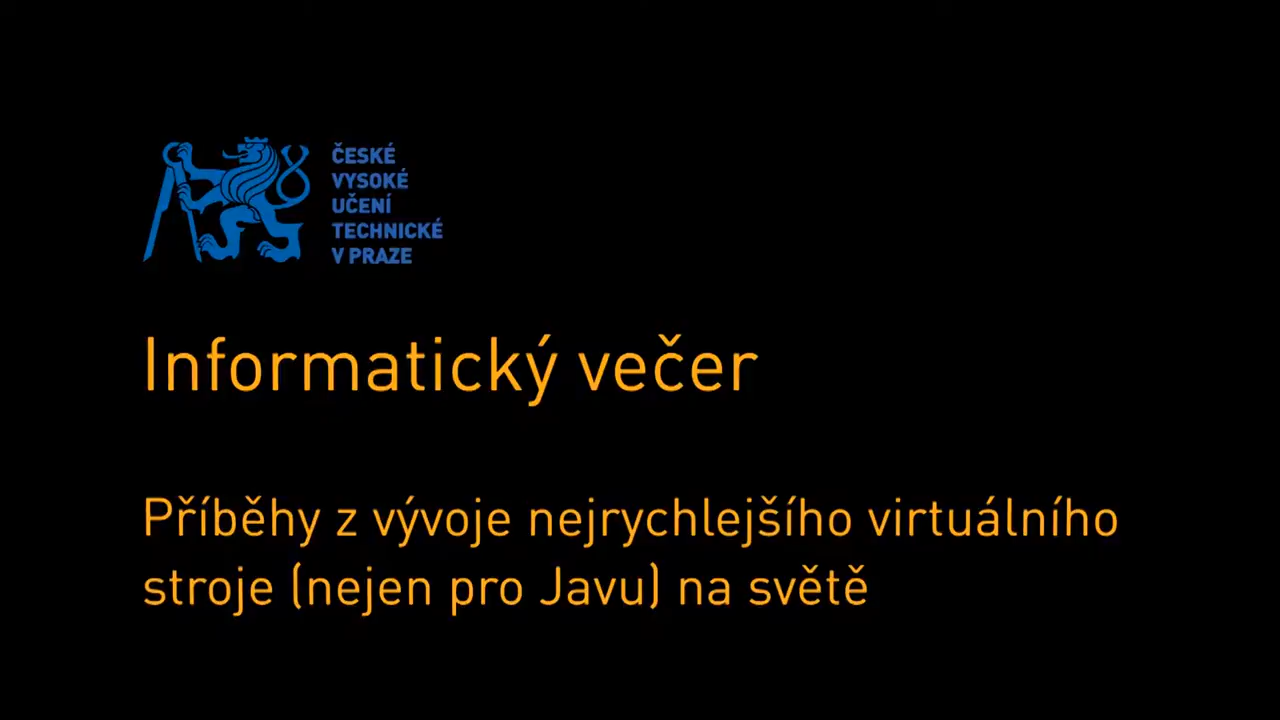 ČESKÉ
VYSOKÉ
UČENÍ
TECHNICKÉ
V PRAZE
Informatický večer
Příběhy z vývoje nejrychlejšího virtuálního
stroje (nejen pro Javu) na světě